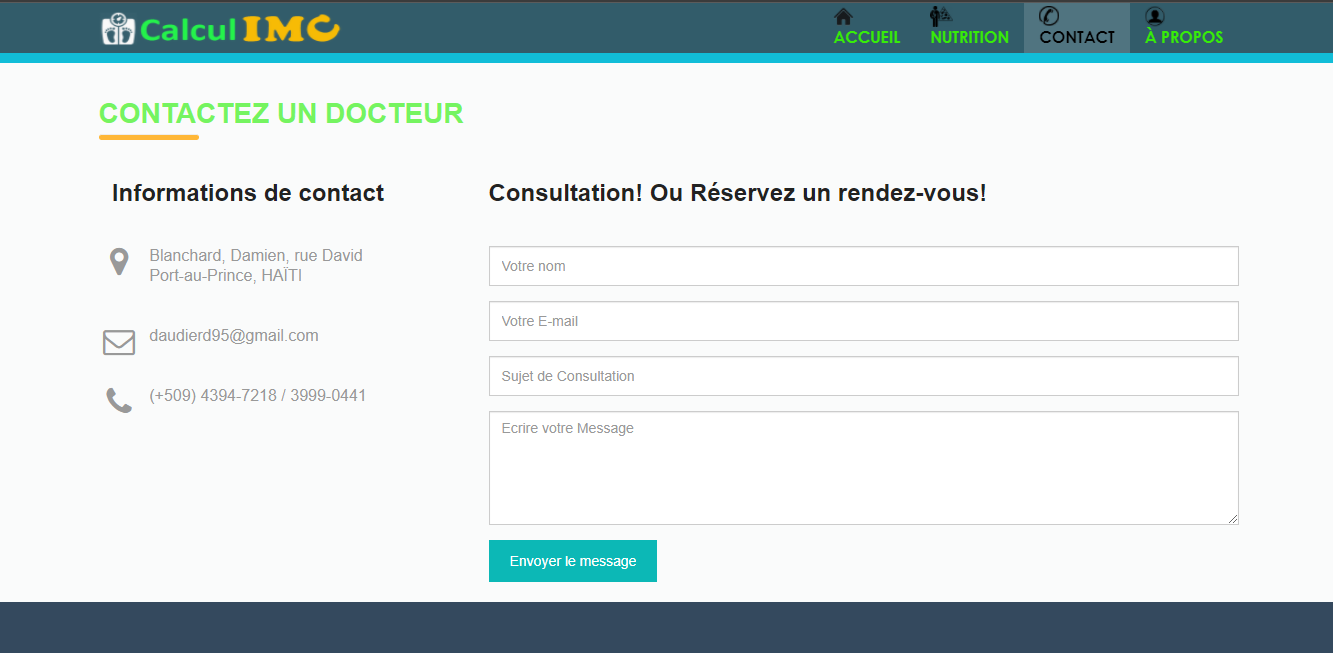 Calcul IMC
ACCUEIL
NUTRITION
CONTACT
À PROPOS
CONTACTEZ UN DOCTEUR
Informations de contact
Blanchard, Damien, rue David
Port-au-Prince, HAÏTI
daudierd95@gmail.com
(+509) 4394-7218 / 3999-0441
Consultation! Ou Réservez un rendez-vous!
Votre nom
Votre E-mail
Sujet de Consultation
Ecrire votre Message
Envoyer le message